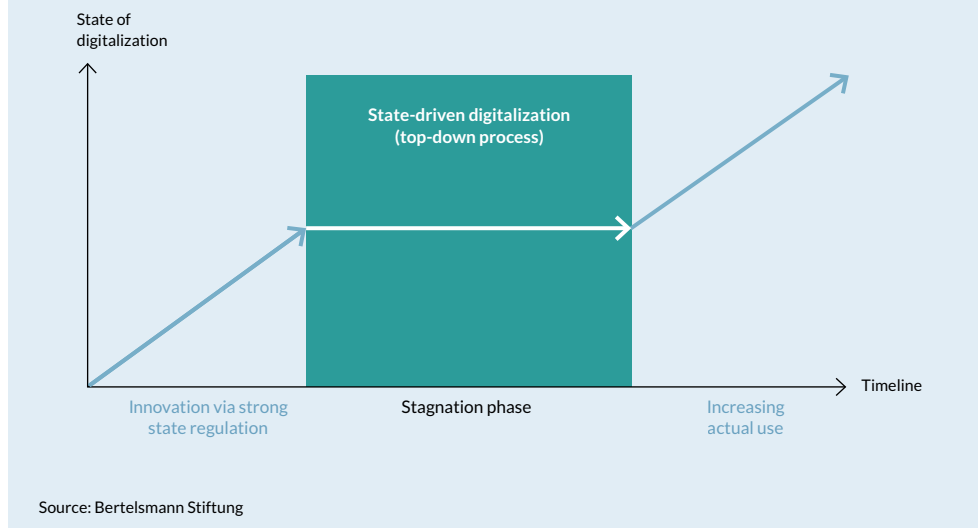 State of
digitalization
State-driven digitalization
(top-down process)
Timeline
Innovation via strong
state regulation
Stagnation phase
Increasing
actual use
Source: Bertelsmann Stiftung